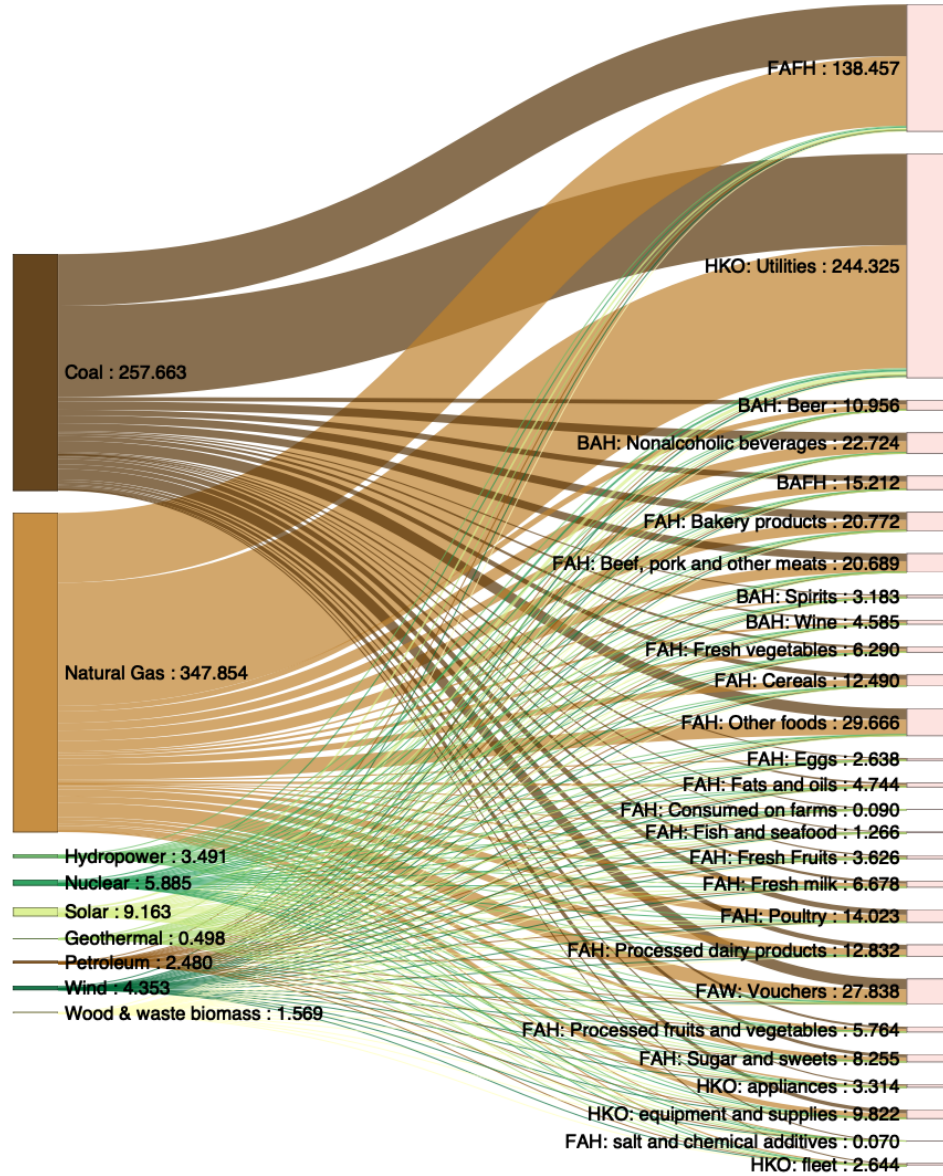 FAFH : 138.457
HKO: Utilities : 244.325
Coal : 257.663
BAH: Beer : 10.956
BAH: Nonalcoholic beverages : 22.724
BAFH : 15.212
FAH: Bakery products : 20.772
FAH: Beef, pork and other meats : 20.689
BAH: Spirits : 3.183
BAH: Wine : 4.585
FAH: Fresh vegetables : 6.290
Natural Gas : 347.854
FAH: Cereals : 12.490
FAH: Other foods : 29.666
FAH: Eggs : 2.638
FAH: Fats and oils : 4.744
FAH: Consumed on farms : 0.090
FAH: Fish and seafood : 1.266
Hydropower : 3.491
FAH: Fresh Fruits : 3.626
Nuclear : 5.885
FAH: Fresh milk : 6.678
Solar : 9.163
FAH: Poultry : 14.023
Geothermal : 0.498
FAH: Processed dairy products : 12.832
Petroleum : 2.480
Wind : 4.353
FAW: Vouchers : 27.838
Wood & waste biomass : 1.569
FAH: Processed fruits and vegetables : 5.764
FAH: Sugar and sweets : 8.255
HKO: appliances : 3.314
HKO: equipment and supplies : 9.822
FAH: salt and chemical additives : 0.070
HKO: fleet : 2.644